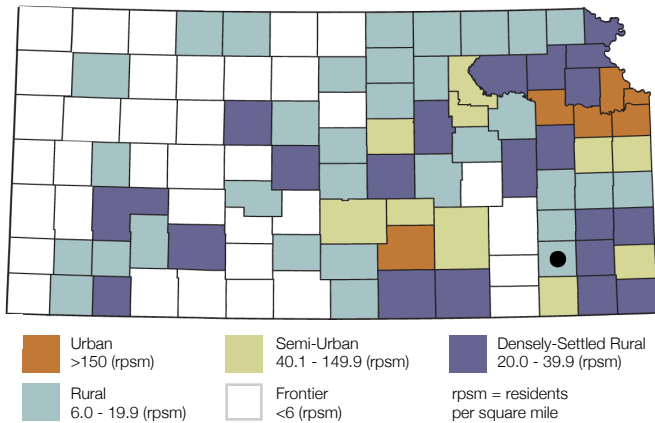 Urban
>150 (rpsm)
Semi-Urban
40.1 - 149.9 (rpsm)
Densely-Settled Rural
20.0 - 39.9 (rpsm)
Rural
6.0 - 19.9 (rpsm)
Frontier
<6 (rpsm)
rpsm = residents
per square mile